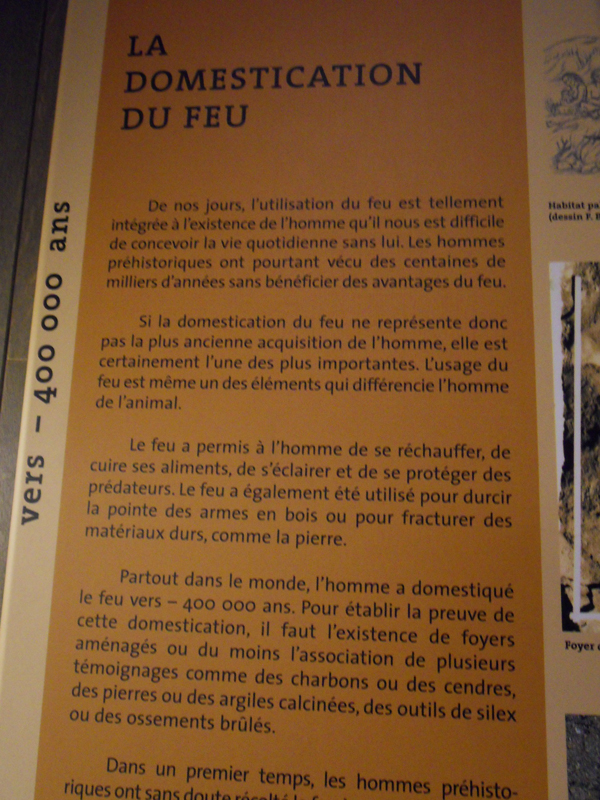 LA
DOMESTICATION
DU FEU
vers – 400 000 ans
De nos jours, l'utilisation du feu est tellement
intégrée à l'existence de l'homme qu'il nous est difficile
de concevoir la vie quotidienne sans lui. Les hommes
préhistoriques ont pourtant vécu des centaines de
milliers d'années sans bénéficier des avantages du feu.
Si la domestication du feu ne représente donc
pas la plus ancienne acquisition de l'homme, elle est
certainement l'une des plus importantes. L'usage du
feu est même un des éléments qui différencie l'homme
de l'animal.
Le feu a permis à l'homme de se réchauffer, de
cuire ses aliments, de s'éclairer et de se protéger des
prédateurs. Le feu a également été utilisé pour durcir
la pointe des armes en bois ou pour fracturer des
matériaux durs, comme la pierre.
Partout dans le monde, l'homme a domestiqué
le feu vers – 400 000 ans. Pour établir la preuve de
cette domestication, il faut l'existence de foyers
aménagés ou du moins l'association de plusieurs
témoignages comme des charbons ou des cendres,
des pierres ou des argiles calcinées, des outils de silex
ou des ossements brûlés.
Dans un premier temps, les hommes préhisto-
riques ont sans doute récolté le
Habitat pa
(dessin F. B
Foyer